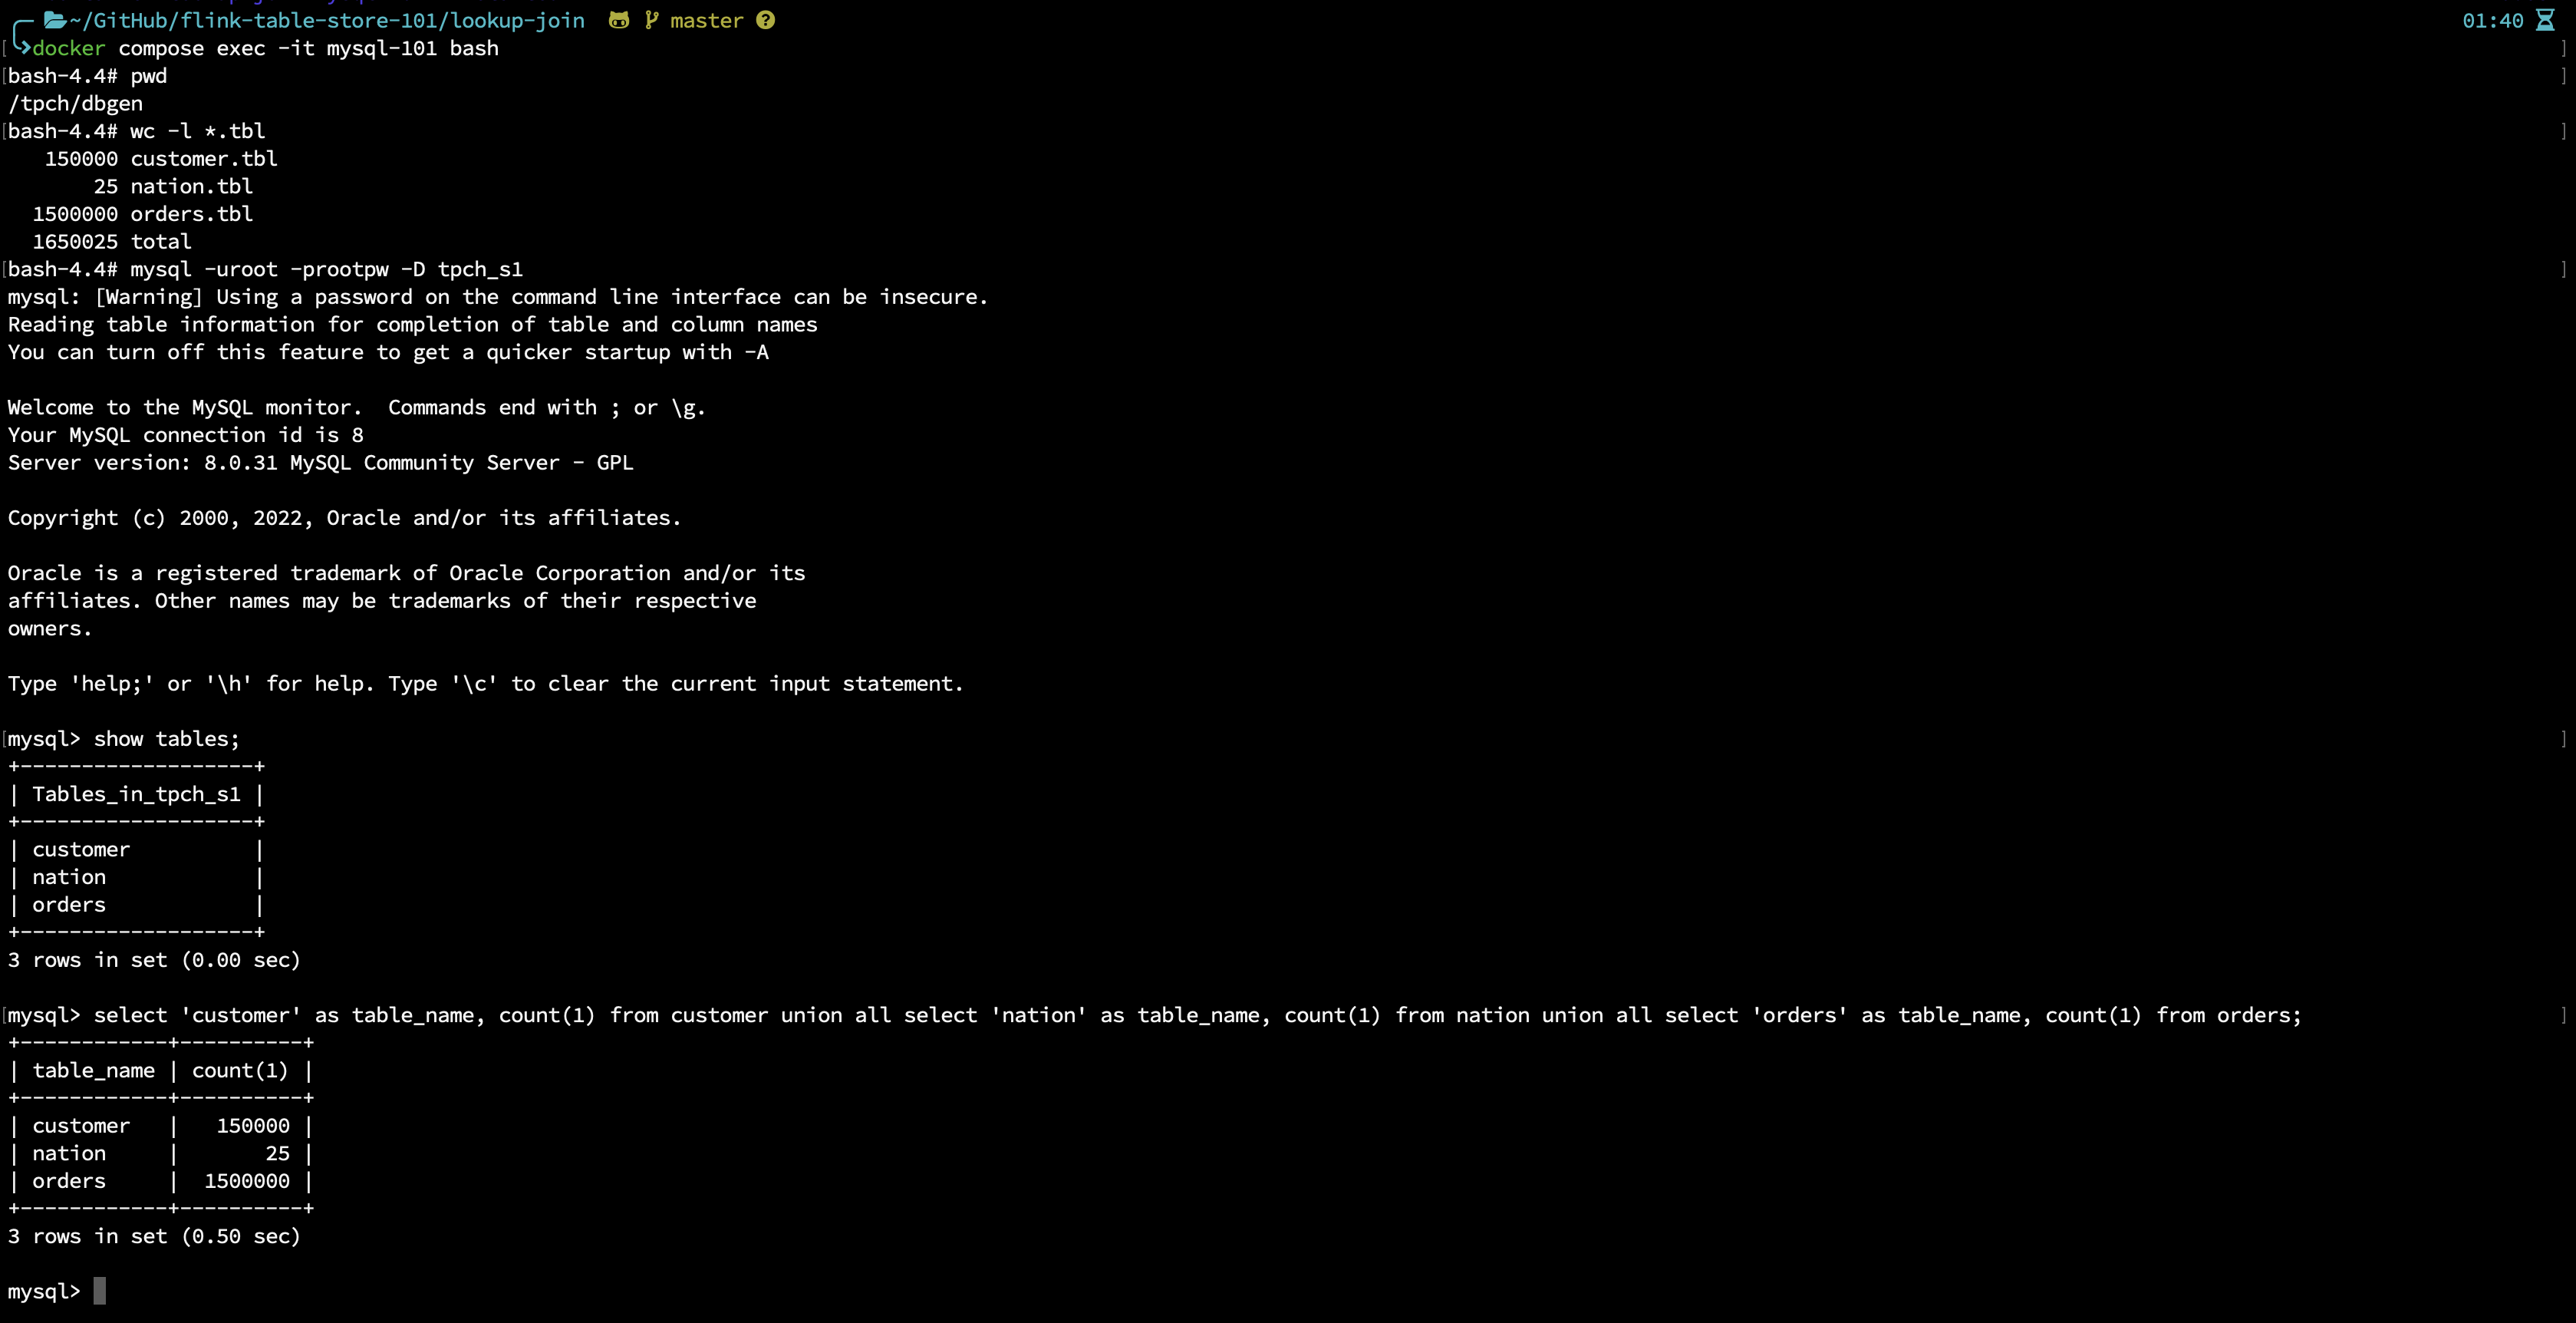 ~/GitHub/flink-table-store-101/lookup-join master ? 01:40
docker compose exec -it mysql-101 bash
[bash-4.4# pwd ]
/tpch/dbgen
[bash-4.4# wc -l *.tbl ]
   150000 customer.tbl
       25 nation.tbl
  1500000 orders.tbl
  1650025 total
[bash-4.4# mysql -uroot -prootpw -D tpch_s1 ]
mysql: [Warning] Using a password on the command line interface can be insecure.
Reading table information for completion of table and column names
You can turn off this feature to get a quicker startup with -A
Welcome to the MySQL monitor.  Commands end with ; or \g.
Your MySQL connection id is 8
Server version: 8.0.31 MySQL Community Server - GPL
Copyright (c) 2000, 2022, Oracle and/or its affiliates.
Oracle is a registered trademark of Oracle Corporation and/or its
affiliates. Other names may be trademarks of their respective
owners.
Type 'help;' or '\h' for help. Type '\c' to clear the current input statement.
[mysql> show tables; ]
+-------------------+
| Tables_in_tpch_s1 |
+-------------------+
| customer          |
| nation            |
| orders            |
+-------------------+
3 rows in set (0.00 sec)
[mysql> select 'customer' as table_name, count(1) from customer union all select 'nation' as table_name, count(1) from nation union all select 'orders' as table_name, count(1) from orders; ]
+------------+----------+
| table_name | count(1) |
+------------+----------+
| customer   |   150000 |
| nation     |       25 |
| orders     |  1500000 |
+------------+----------+
3 rows in set (0.50 sec)
mysql>